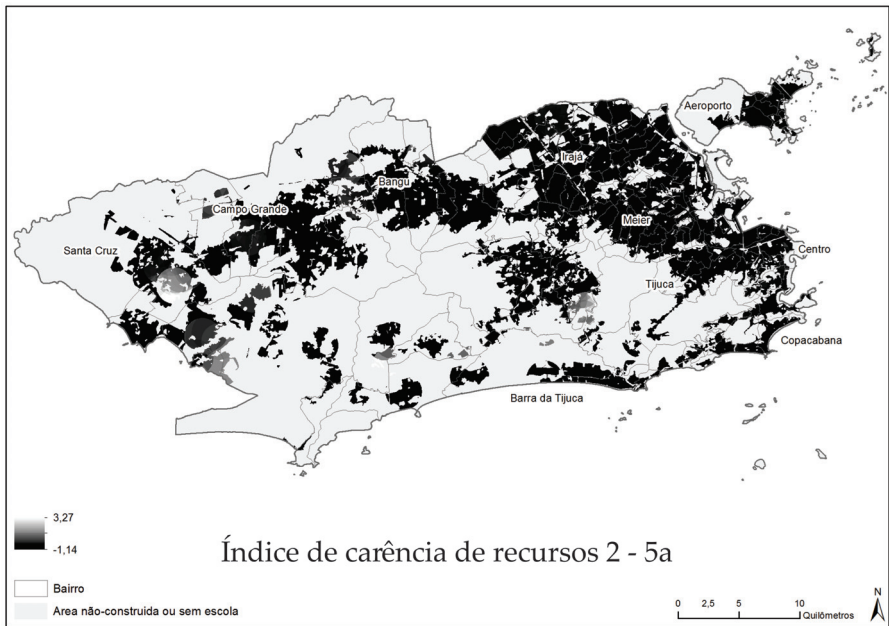 Aeroporto
Irajá
Bangu
Campo Grande
Meier
Santa Cruz
Centro
Tijuca
Copacabana
Barra da Tijuca
3,27
-1,14
Índice de carência de recursos 2 - 5a
Bairro
Area não-construida ou sem escola
N
0 2,5 5 10
Quilômetros